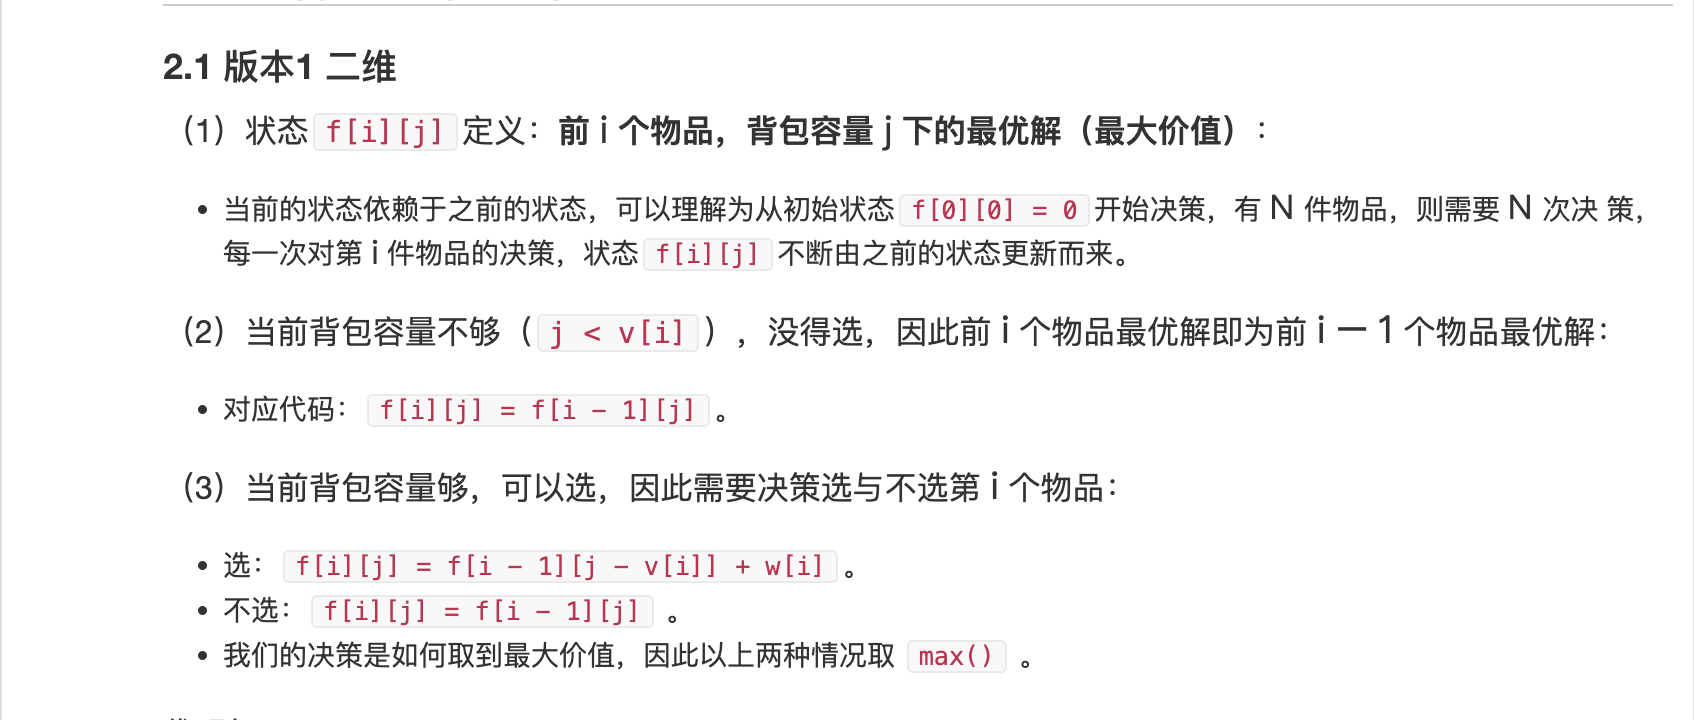 2.1 版本1 二维
（1）状态 f[i][j] 定义：前 i 个物品，背包容量 j 下的最优解（最大价值）：
• 当前的状态依赖于之前的状态，可以理解为从初始状态 f[0][0] = 0 开始决策，有 N 件物品，则需要 N 次决 策，
每一次对第 i 件物品的决策，状态 f[i][j] 不断由之前的状态更新而来。
（2）当前背包容量不够（ j < v[i] ），没得选，因此前 i 个物品最优解即为前 i − 1 个物品最优解：
• 对应代码： f[i][j] = f[i - 1][j] 。
（3）当前背包容量够，可以选，因此需要决策选与不选第 i 个物品：
• 选： f[i][j] = f[i - 1][j - v[i]] + w[i] 。
• 不选： f[i][j] = f[i - 1][j] 。
• 我们的决策是如何取到最大价值，因此以上两种情况取 max() 。